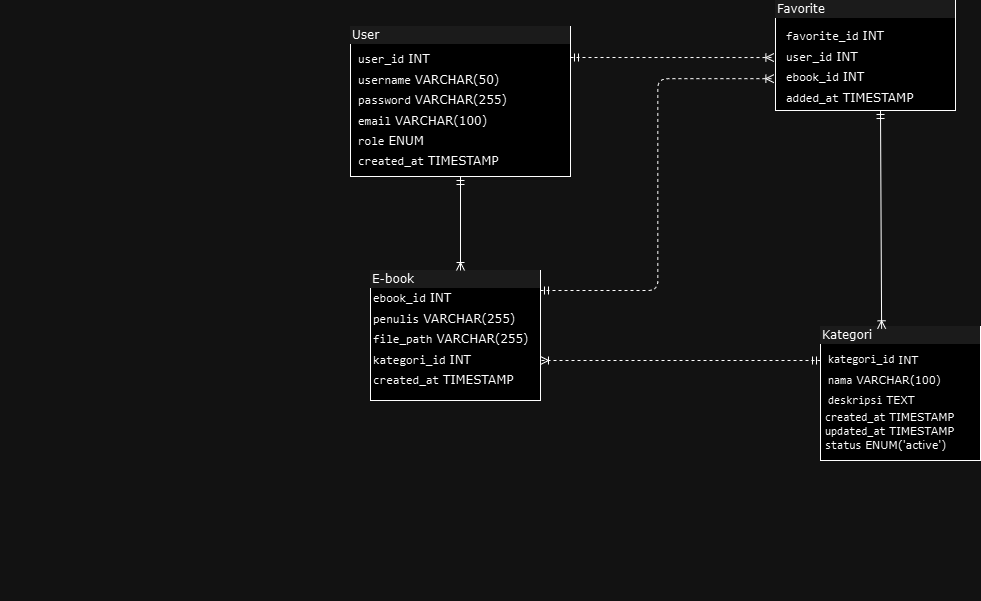 User
user_id INT
username VARCHAR(50)
password VARCHAR(255)
email VARCHAR(100)
role ENUM
created_at TIMESTAMP
Favorite
favorite_id INT
user_id INT
ebook_id INT
added_at TIMESTAMP
E-book
ebook_id INT
penulis VARCHAR(255)
file_path VARCHAR(255)
kategori_id INT
created_at TIMESTAMP
Kategori
kategori_id INT
nama VARCHAR(100)
deskripsi TEXT
created_at TIMESTAMP
updated_at TIMESTAMP
status ENUM('active')